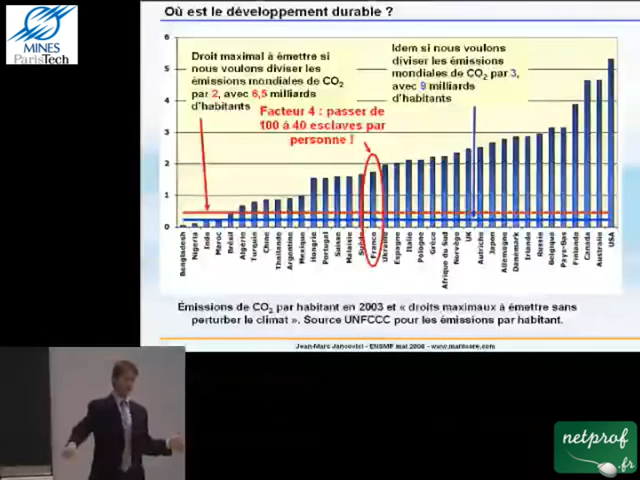 MINES
ParisTech
Où est le développement durable ?
6
5
4
3
2
1
0
Droit maximal à émettre si
nous voulons diviser les
émissions mondiales de CO2
par 2, avec 6,5 milliards
d'habitants
Idem si nous voulons
diviser les émissions
mondiales de CO2 par 3,
avec 9 milliards
d'habitants
Facteur 4 : passer de
100 à 40 esclaves par
personne !
Bangladesh
Nigeria
Inde
Maroc
Brésil
Algérie
Turquie
Chine
Thaïlande
Argentine
Mexique
Hongrie
Portugal
Suisse
Malaisie
Suède
France
Ukraine
Espagne
Italie
Pologne
Grèce
Afrique du Sud
Norvège
UK
Autriche
Japon
Allemagne
Danemark
Irlande
Russie
Belgique
Pays-Bas
Finlande
Canada
Australie
USA
Émissions de CO2 par habitant en 2003 et « droits maximaux à émettre sans
perturber le climat ». Source UNFCCC pour les émissions par habitant.
Jean-Marc Jancovici - ENSMP mai 2008 - www.manicore.com
netprof
.fr